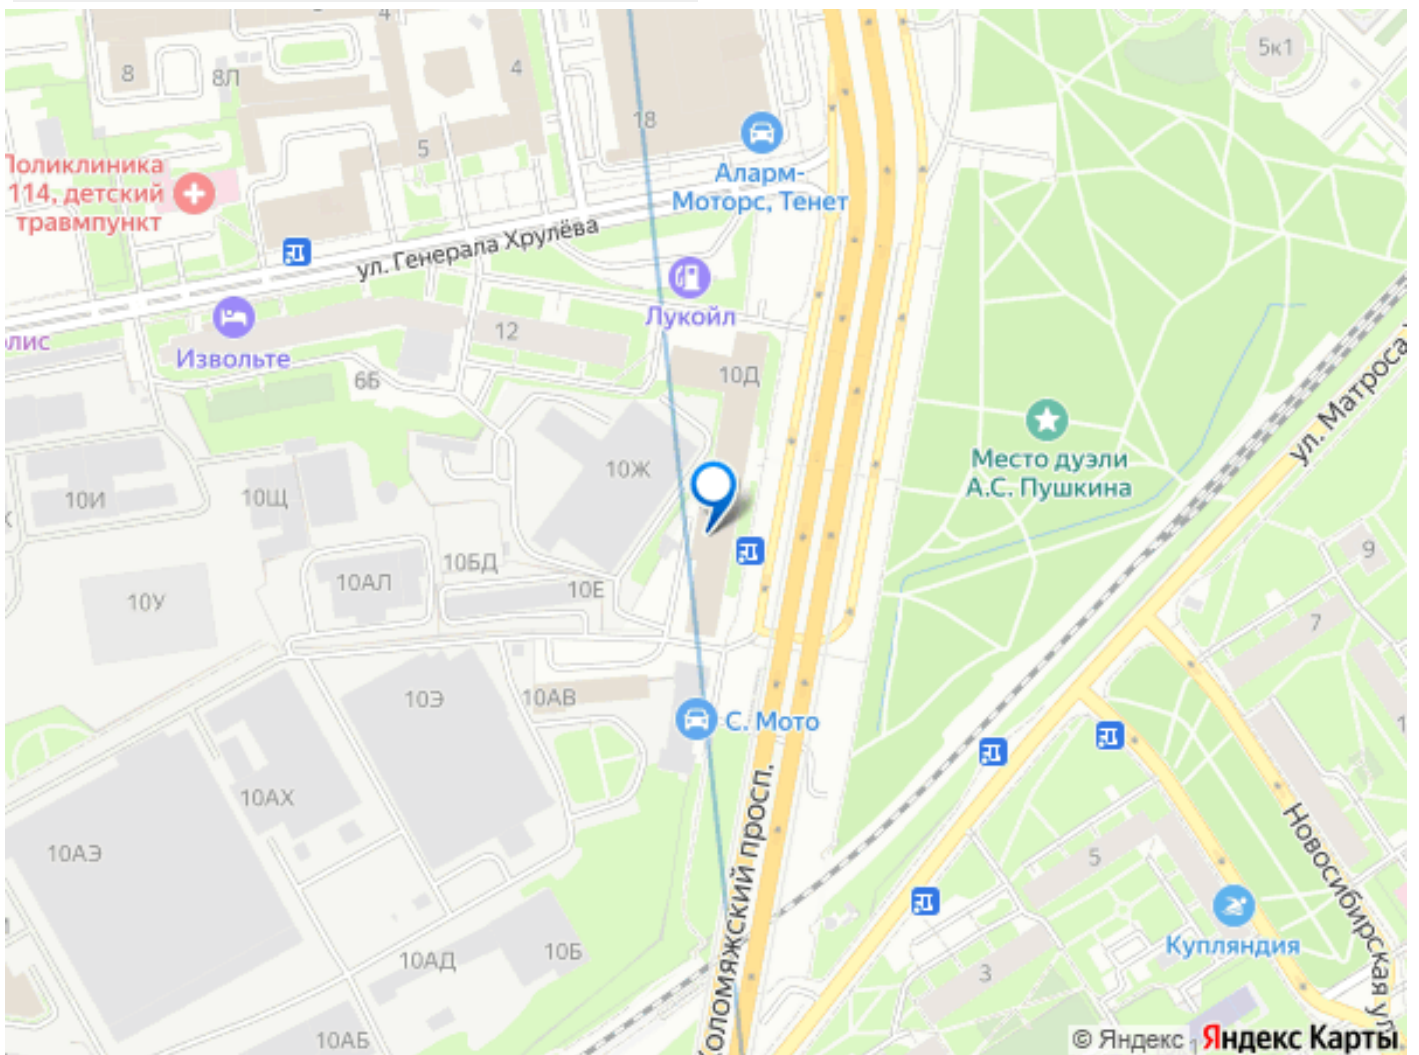 5к1
4
8
8Л
4
18
5
Поликлиника
114, детский
травмпункт
Аларм-
Моторс, Тенет
ул. Генерала Хрулёва
Лукойл
12
Извольте
6Б
10Д
ул. Матроса
Место дуэли
А.С. Пушкина
10Ж
10И
10Щ
10БД
10АЛ
10Е
10У
9
7
10Э
10АВ
С. Мото
10АХ
10АЭ
Коломяжский просп.
5
Новосибирская ул.
Купляндия
10Б
10АД
3
10АБ
© Яндекс Яндекс Карты